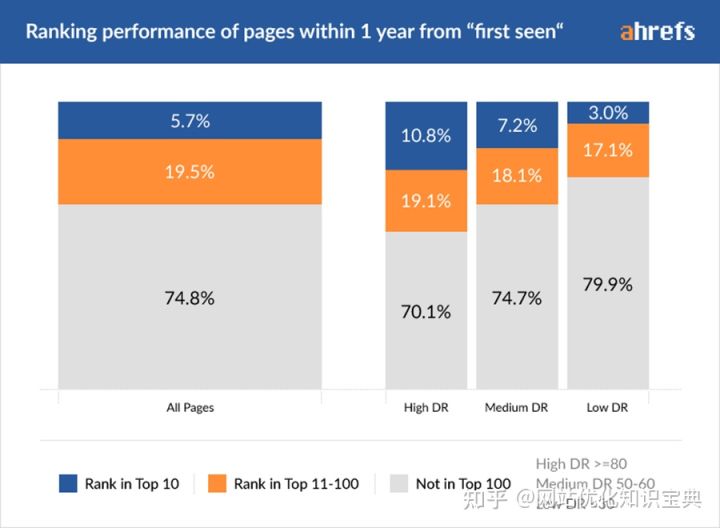 Ranking performance of pages within 1 year from “first seen“
ahrefs
5.7%
19.5%
74.8%
10.8%
19.1%
70.1%
7.2%
18.1%
74.7%
3.0%
17.1%
79.9%
All Pages
High DR
Medium DR
Low DR
Rank in Top 10
Rank in Top 11-100
Not in Top 100
High DR >=80
Medium DR 50-60
Low DR
知乎 @网站优化知识宝典